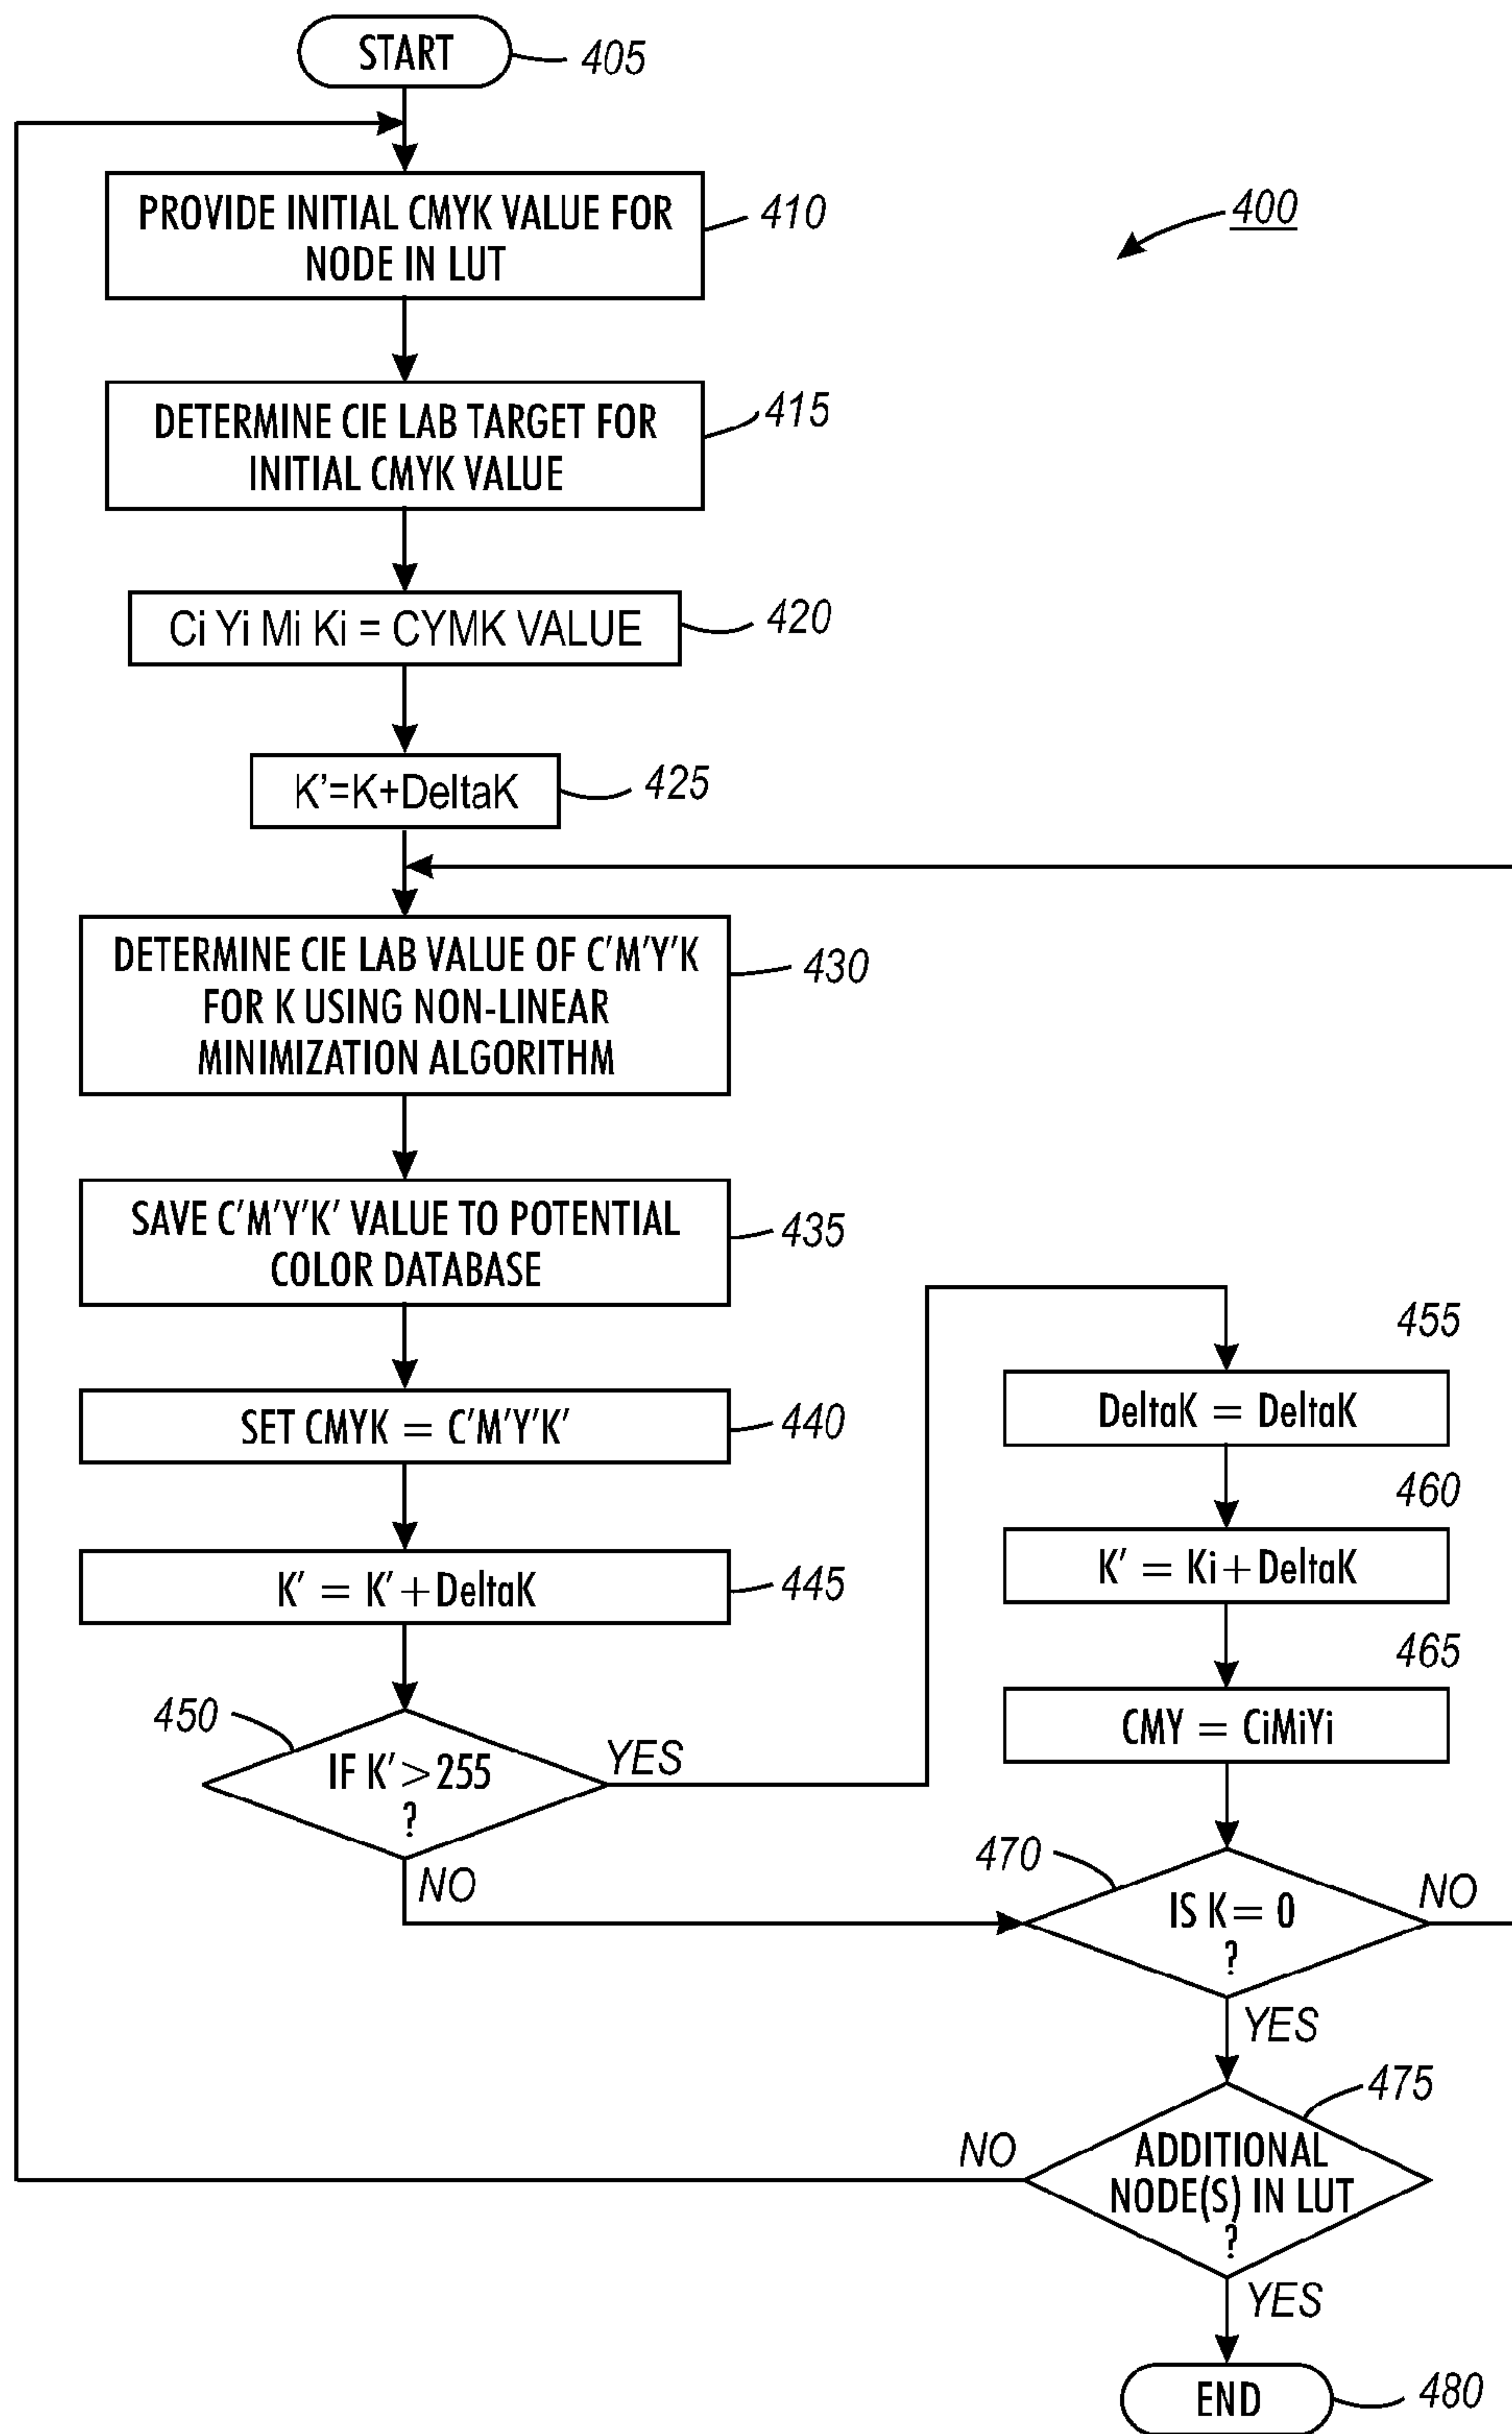 START
405
PROVIDE INITIAL CMYK VALUE FOR
NODE IN LUT
410
400
DETERMINE CIE LAB TARGET FOR
INITIAL CMYK VALUE
415
Ci Yi Mi Ki = CYMK VALUE
420
K'=K+DeltaK
425
DETERMINE CIE LAB VALUE OF C'M'Y'K
FOR K USING NON-LINEAR
MINIMIZATION ALGORITHM
430
SAVE C'M'Y'K' VALUE TO POTENTIAL
COLOR DATABASE
435
SET CMYK = C'M'Y'K'
440
K' = K'+DeltaK
445
450
IF K'>255
?
YES
NO
455
DeltaK = DeltaK
460
K' = Ki+DeltaK
465
CMY = CiMiYi
470
IS K= 0
?
NO
YES
475
ADDITIONAL
NODE(S) IN LUT
?
NO
YES
END
480